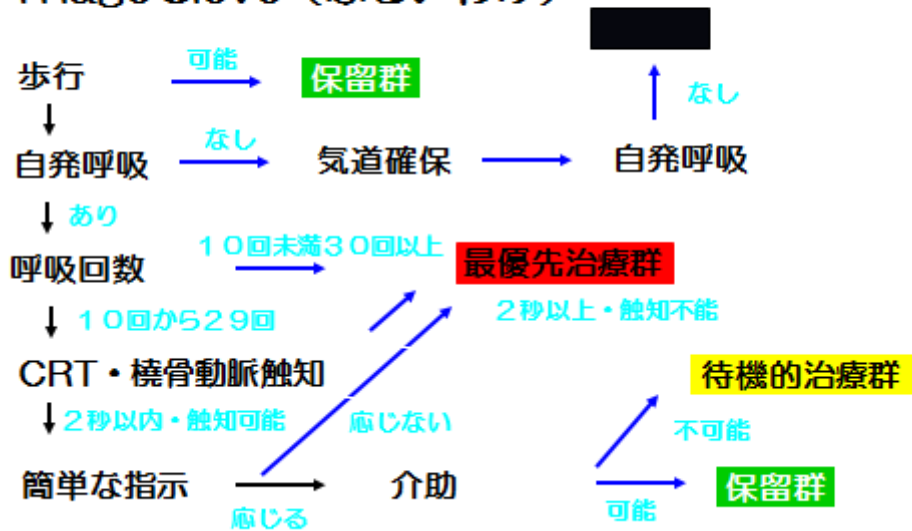 可能
歩行 保留群
なし
なし
自発呼吸 気道確保 自発呼吸
あり
10回未満30回以上
呼吸回数 最優先治療群
10回から29回 2秒以上・触知不能
CRT・橈骨動脈触知 待機的治療群
2秒以内・触知可能 応じない 不可能
簡単な指示 介助 保留群
応じる 可能